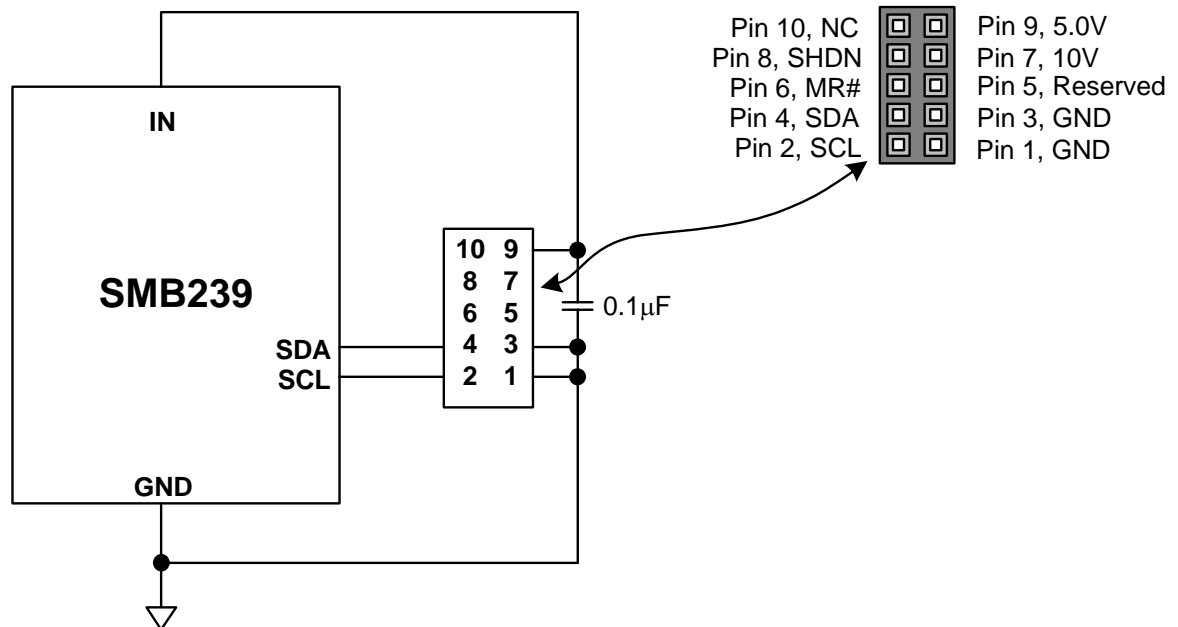 Pin 10, NC
Pin 8, SHDN
Pin 6, MR#
Pin 4, SDA
Pin 2, SCL
Pin 9, 5.0V
Pin 7, 10V
Pin 5, Reserved
Pin 3, GND
Pin 1, GND
IN
SMB239
SDA
SCL
GND
10 9
8 7
6 5
4 3
2 1
0.1µF